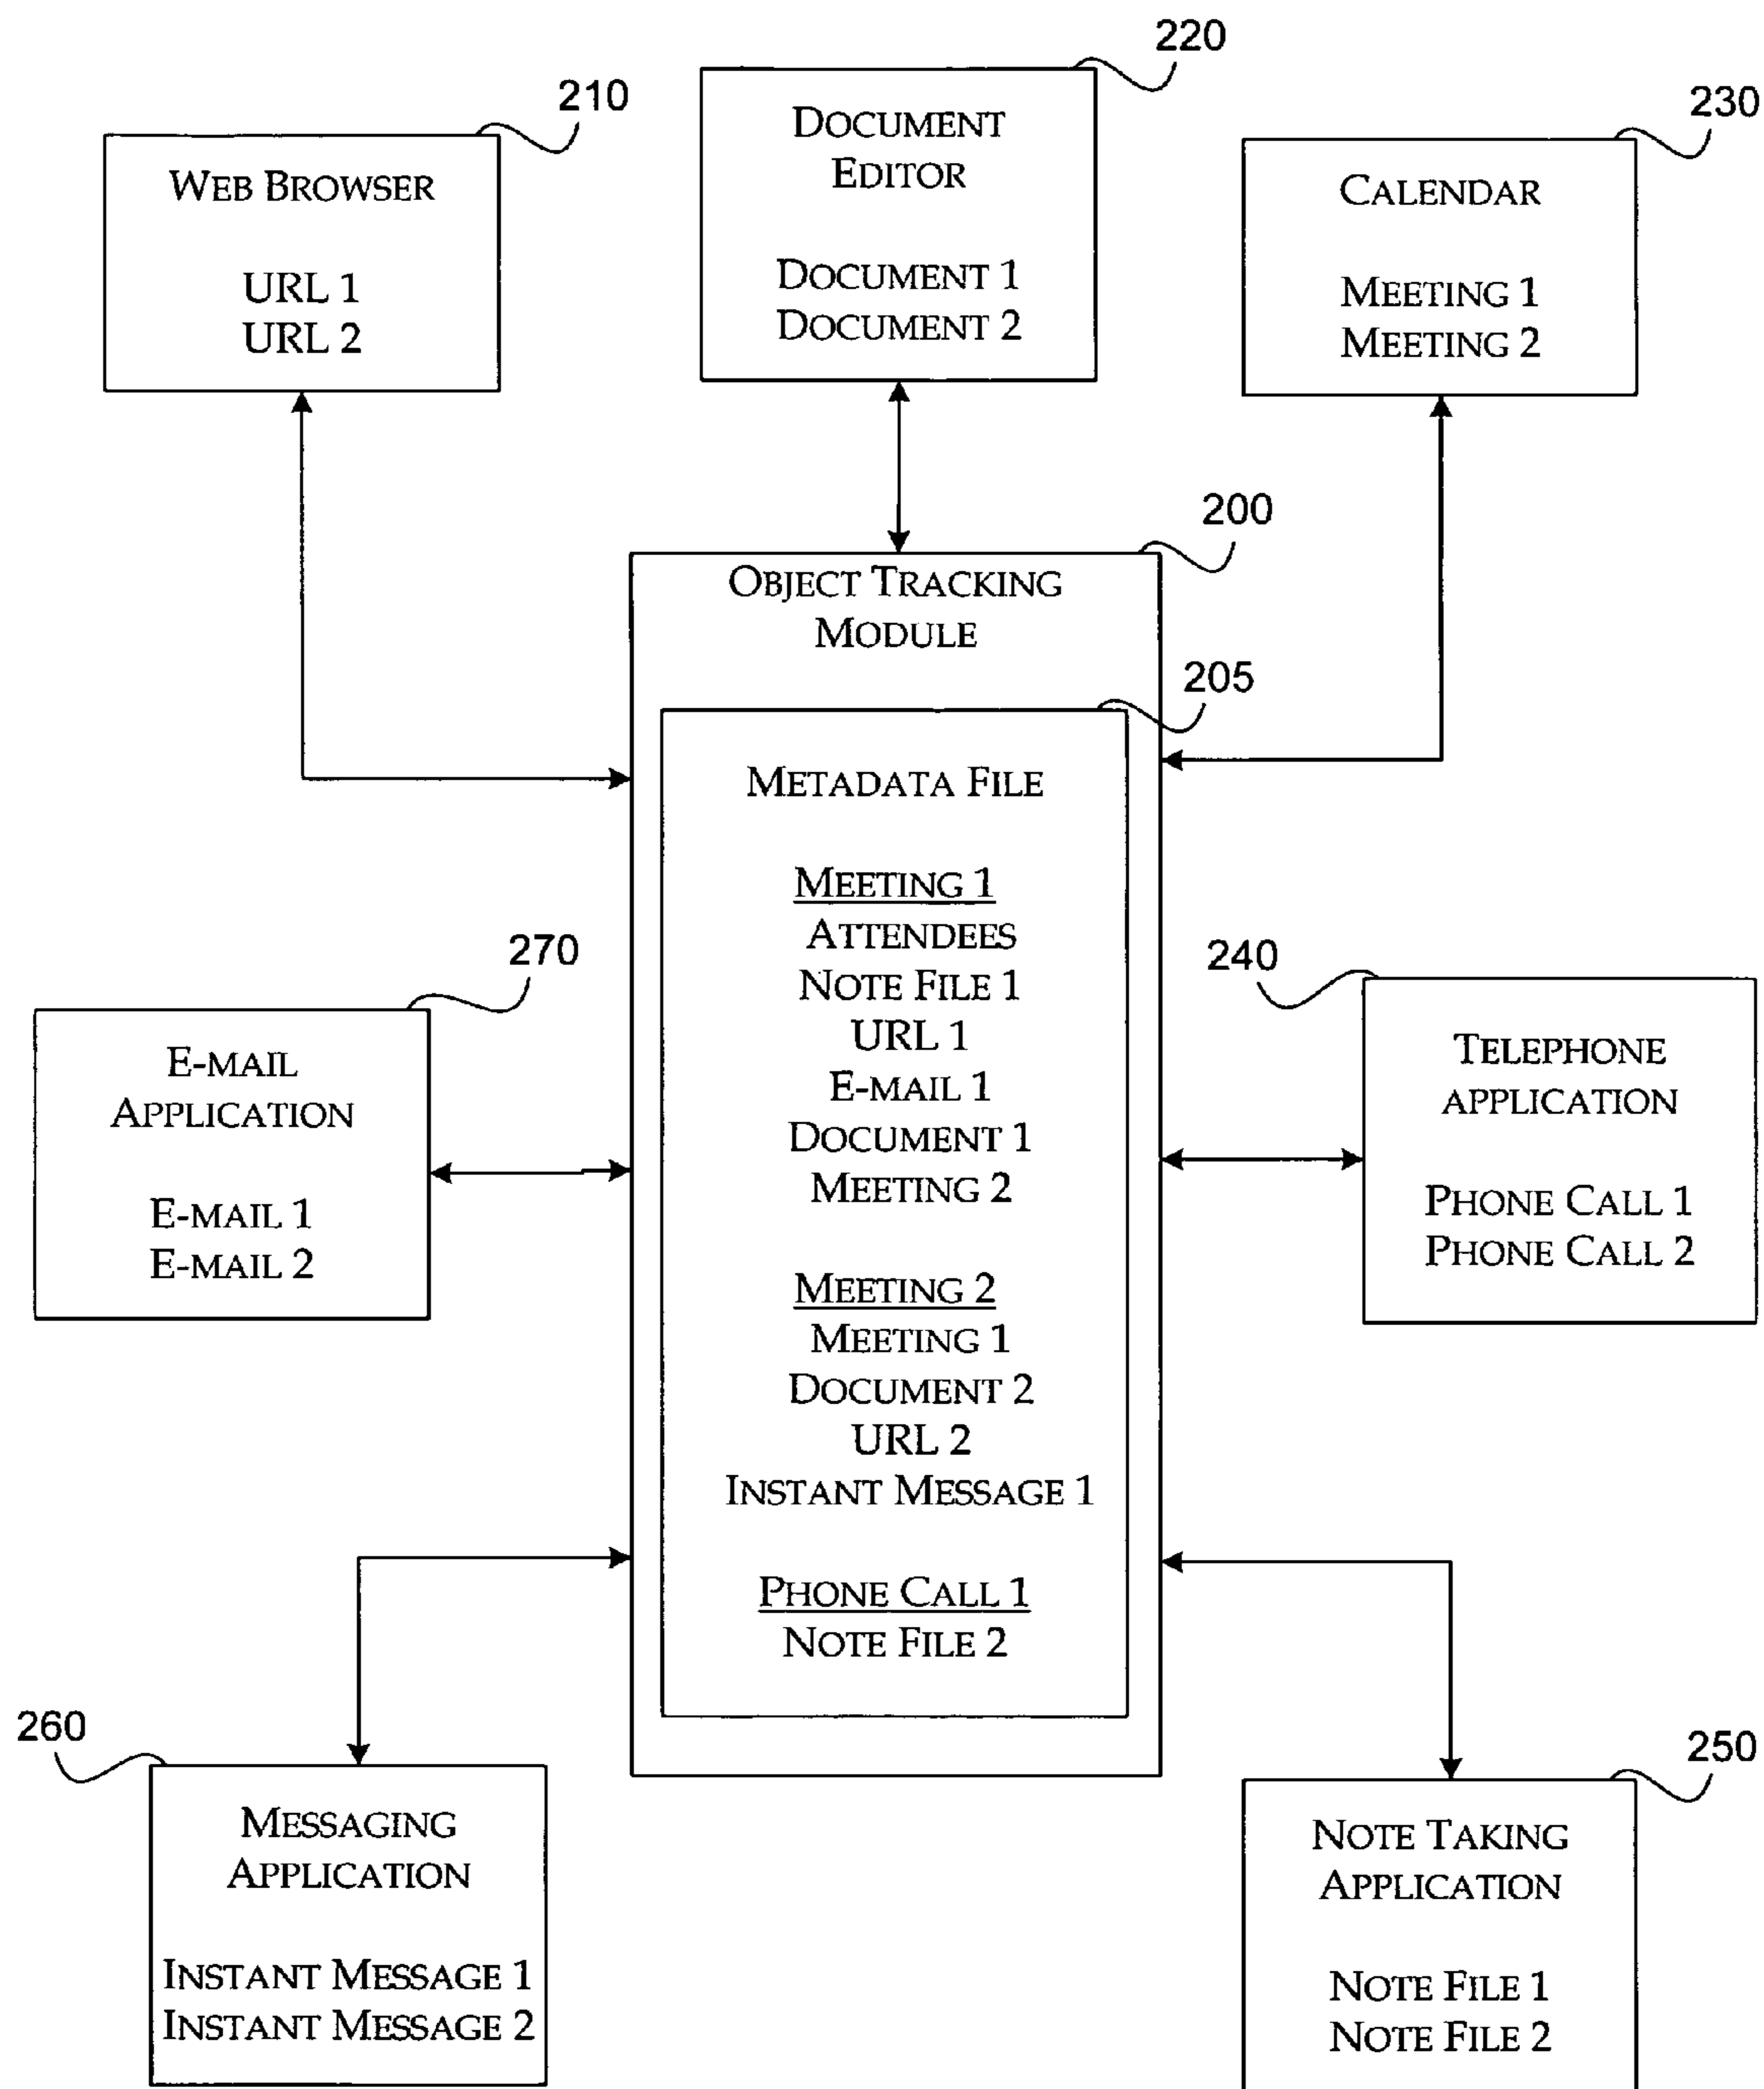 220
210
230
DOCUMENT
EDITOR
DOCUMENT 1
DOCUMENT 2
WEB BROWSER
URL 1
URL 2
CALENDAR
MEETING 1
MEETING 2
200
OBJECT TRACKING
MODULE
205
METADATA FILE
MEETING 1
ATTENDEES
NOTE FILE 1
URL 1
E-MAIL 1
DOCUMENT 1
MEETING 2
MEETING 2
MEETING 1
DOCUMENT 2
URL 2
INSTANT MESSAGE 1
PHONE CALL 1
NOTE FILE 2
270
E-MAIL
APPLICATION
E-MAIL 1
E-MAIL 2
240
TELEPHONE
APPLICATION
PHONE CALL 1
PHONE CALL 2
260
MESSAGING
APPLICATION
INSTANT MESSAGE 1
INSTANT MESSAGE 2
250
NOTE TAKING
APPLICATION
NOTE FILE 1
NOTE FILE 2